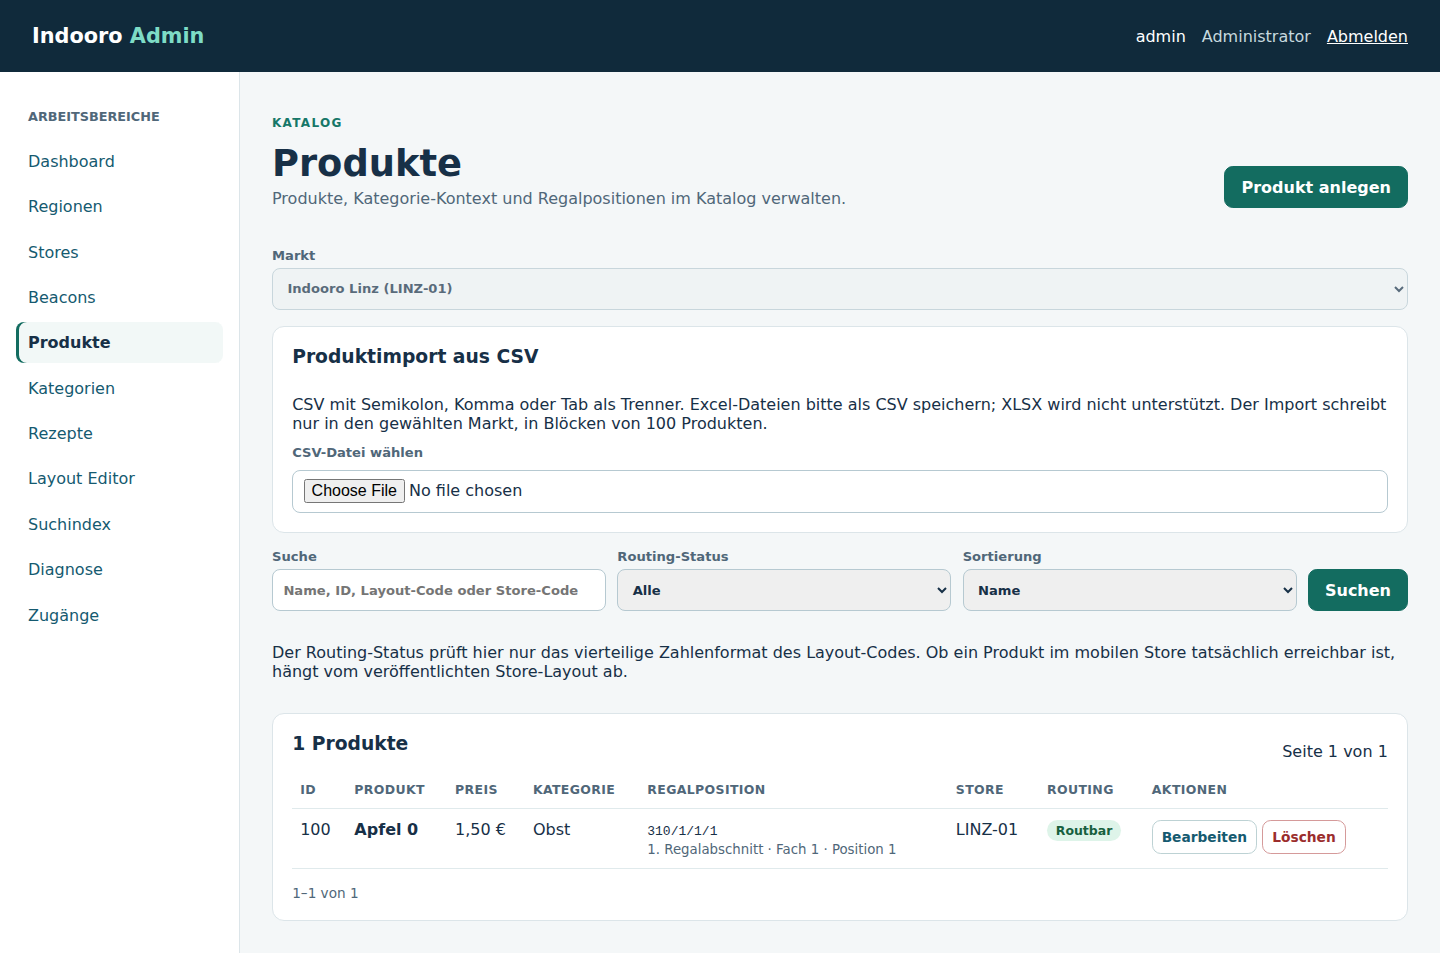 Indooro Admin
admin Administrator Abmelden
ARBEITSBEREICHE
Dashboard
Regionen
Stores
Beacons
Produkte
Kategorien
Rezepte
Layout Editor
Suchindex
Diagnose
Zugänge
KATALOG
Produkte
Produkte, Kategorie-Kontext und Regalpositionen im Katalog verwalten.
Produkt anlegen
Markt
Indooro Linz (LINZ-01)
Produktimport aus CSV
CSV mit Semikolon, Komma oder Tab als Trenner. Excel-Dateien bitte als CSV speichern; XLSX wird nicht unterstützt. Der Import schreibt
nur in den gewählten Markt, in Blöcken von 100 Produkten.
CSV-Datei wählen
Choose File No file chosen
Suche Routing-Status Sortierung
Name, ID, Layout-Code oder Store-Code Alle Name Suchen
Der Routing-Status prüft hier nur das vierteilige Zahlenformat des Layout-Codes. Ob ein Produkt im mobilen Store tatsächlich erreichbar ist,
hängt vom veröffentlichten Store-Layout ab.
1 Produkte
Seite 1 von 1
ID PRODUKT PREIS KATEGORIE REGALPOSITION STORE ROUTING AKTIONEN
100 Apfel 0 1,50 € Obst 310/1/1/1 LINZ-01 Routbar Bearbeiten Löschen
1. Regalabschnitt · Fach 1 · Position 1
1–1 von 1